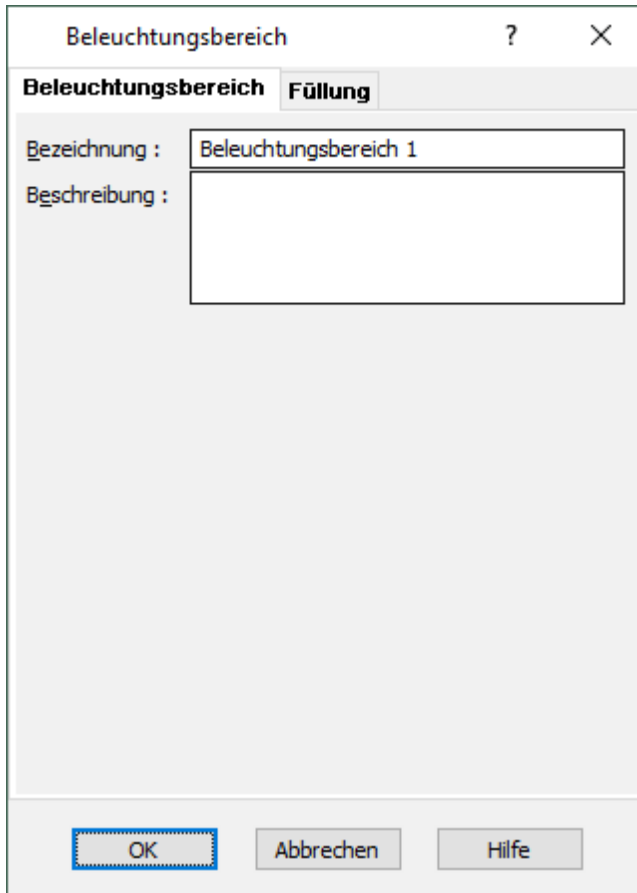 Beleuchtungsbereich ?
Beleuchtungsbereich Füllung
Bezeichnung : Beleuchtungsbereich 1
Beschreibung :
OK Abbrechen Hilfe